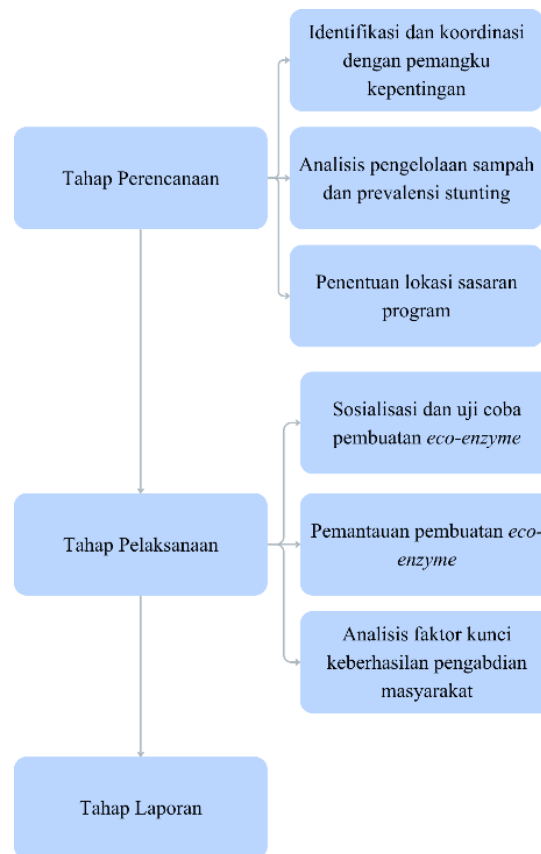 Identifikasi dan koordinasi
dengan pemangku
kepentingan
Tahap Perencanaan
Analisis pengelolaan sampah
dan prevalensi stunting
Penentuan lokasi sasaran
program
Sosialisasi dan uji coba
pembuatan eco-enzyme
Tahap Pelaksanaan
Pemantauan pembuatan eco-
enzyme
Analisis faktor kunci
keberhasilan pengabdian
masyarakat
Tahap Laporan